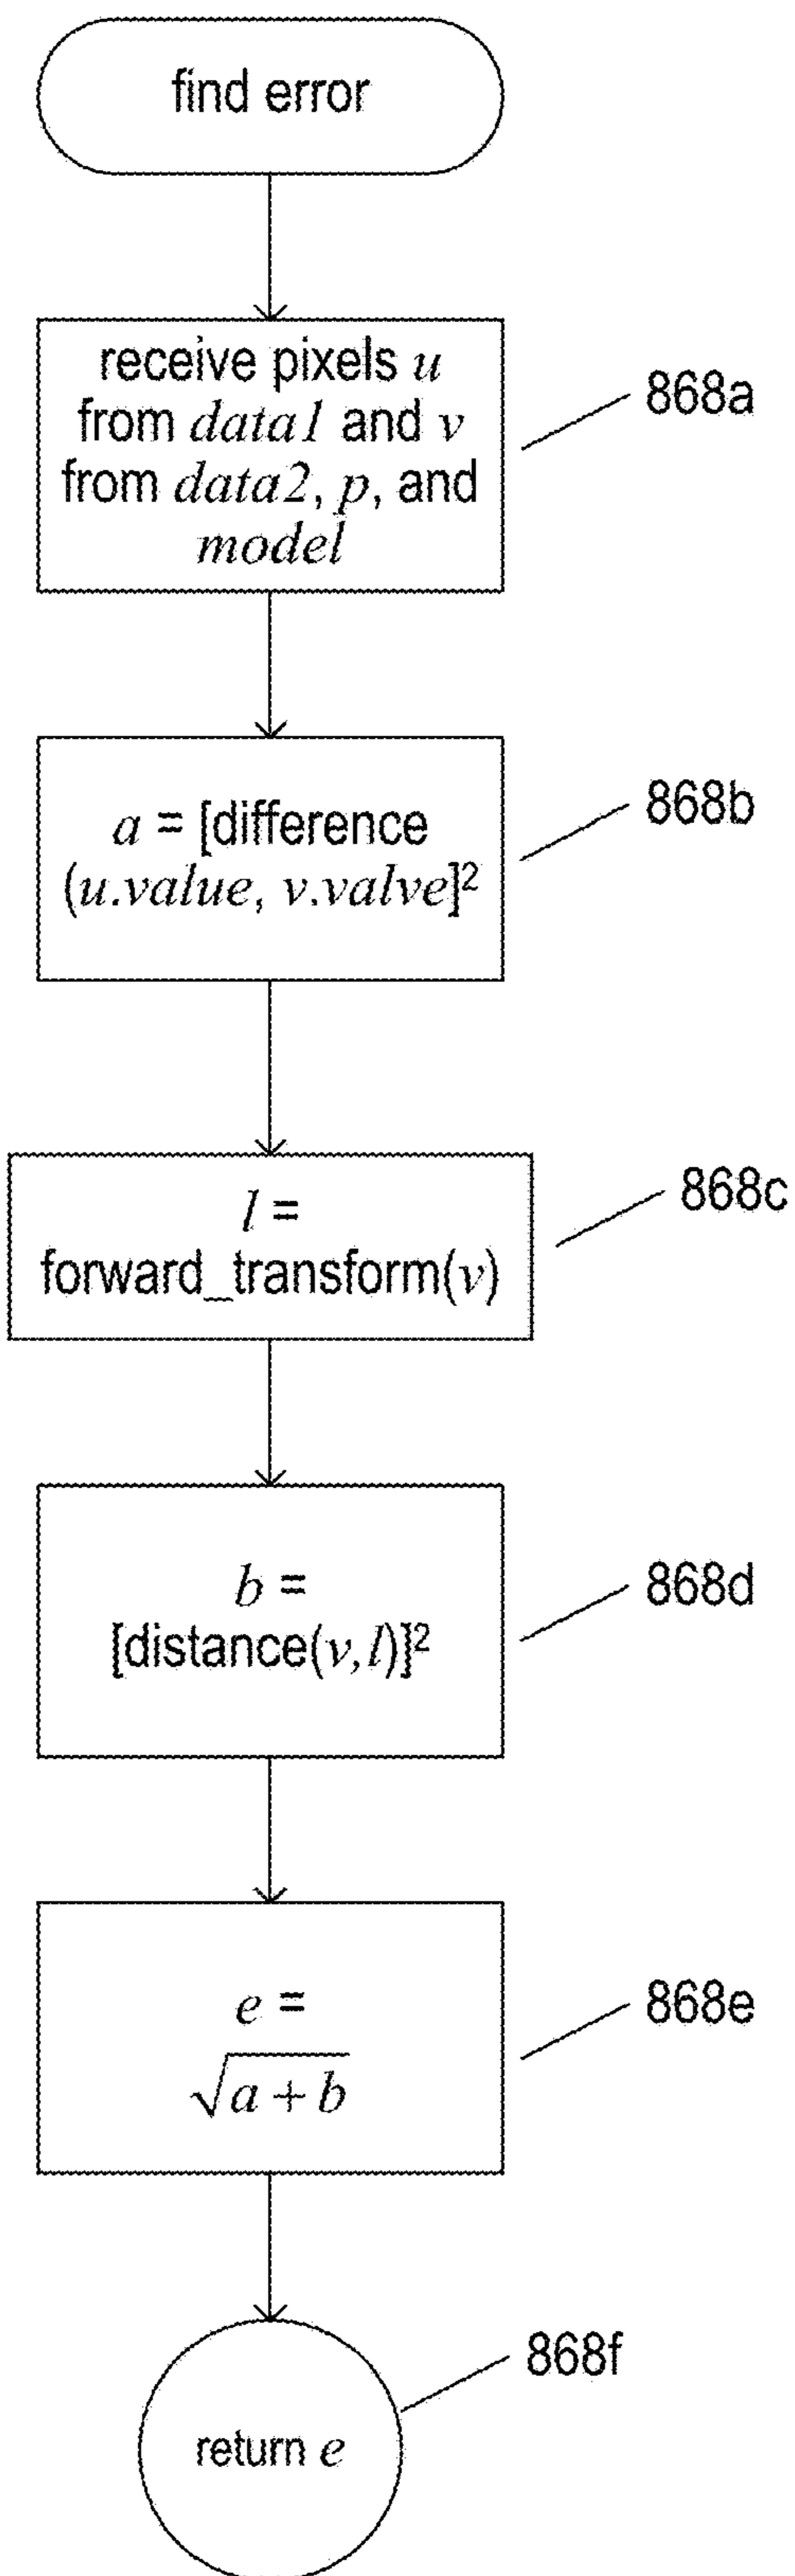 find error
receive pixels u
from data1 and v
from data2, p, and
model
868a
a = [difference
(u.value, v.valve]²
868b
l =
forward_transform(v)
868c
b =
[distance(v,l)]²
868d
e =
√a + b
868e
return e
868f